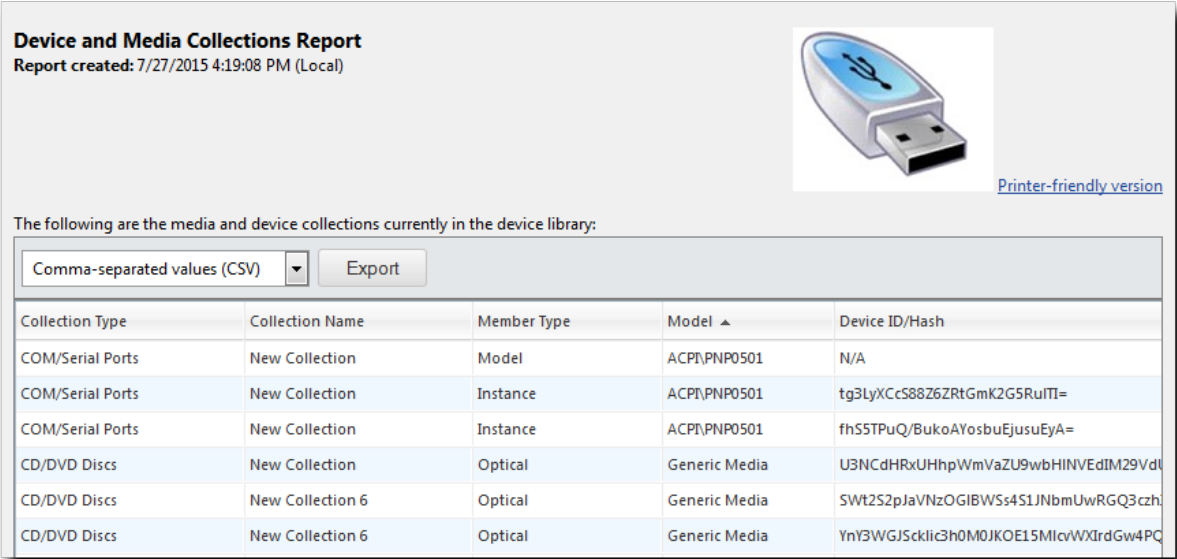 Device and Media Collections Report
Report created: 7/27/2015 4:19:08 PM (Local)
Printer-friendly version
The following are the media and device collections currently in the device library:
Comma-separated values (CSV) Export
Collection Type Collection Name Member Type Model Device ID/Hash
COM/Serial Ports New Collection Model ACPI\PNP0501 N/A
COM/Serial Ports New Collection Instance ACPI\PNP0501
COM/Serial Ports New Collection Instance ACPI\PNP0501 fhS5TPuQ/BukoAYosbuEjusuEyA=
CD/DVD Discs New Collection Optical Generic Media
CD/DVD Discs New Collection 6 Optical Generic Media
CD/DVD Discs New Collection 6 Optical Generic Media